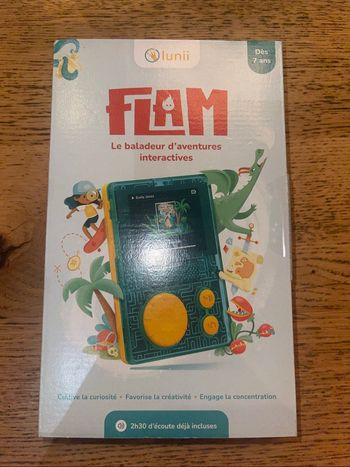 lunii
Dès
7 ans
FLAM
Le baladeur d'aventures
interactives
Cultive la curiosité • Favorise la créativité • Engage la concentration
2h30 d'écoute déjà incluses